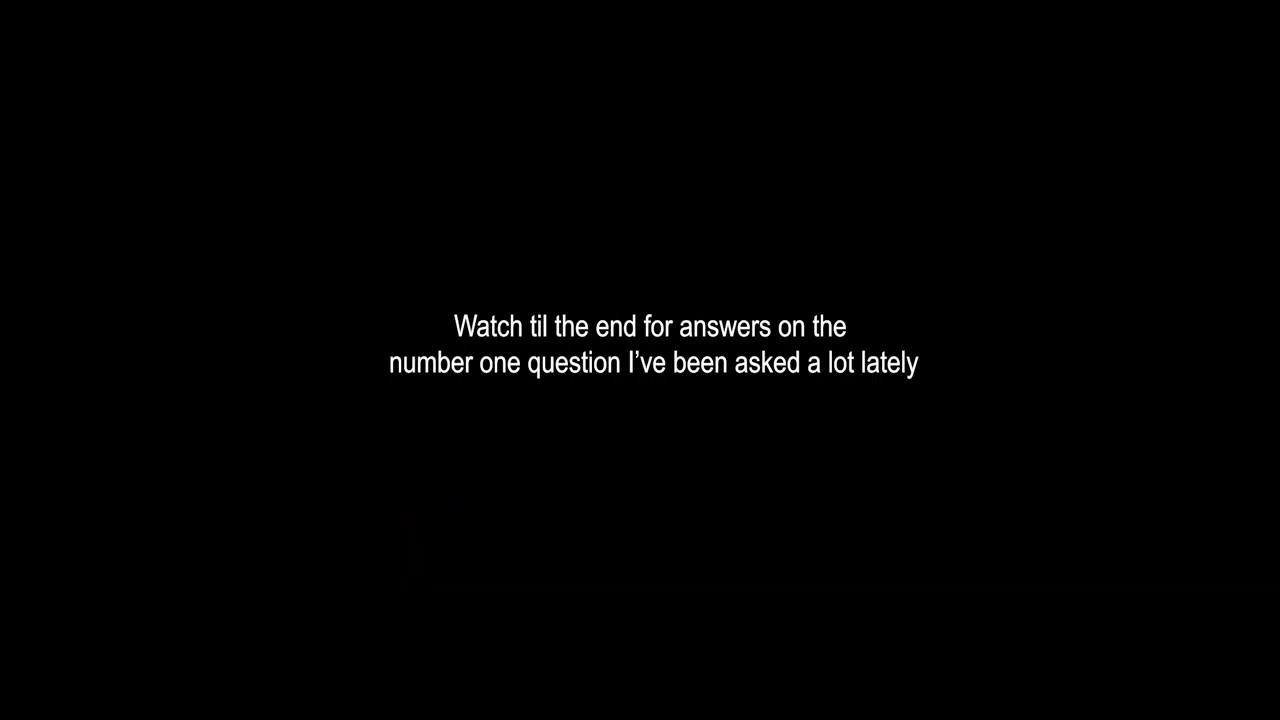 Watch til the end for answers on the
number one question I’ve been asked a lot lately